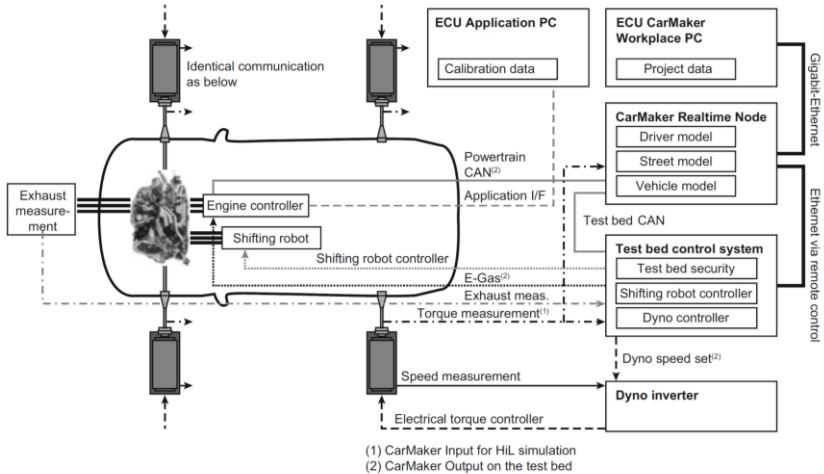 ECU Application PC
Calibration data
ECU CarMaker
Workplace PC
Project data
Gigabit-Ethernet
Identical communication
as below
CarMaker Realtime Node
Driver model
Street model
Vehicle model
Powertrain
CAN(2)
Application I/F
Exhaust
measure-
ment
Engine controller
Shifting robot
Test bed CAN
Ethernet via remote
control
Test bed control system
Test bed security
Shifting robot controller
Dyno controller
Shifting robot controller
E-Gas(2)
Exhaust meas.
Torque measurement(1)
Dyno speed set(2)
Speed measurement
Dyno inverter
Electrical torque controller
(1) CarMaker Input for HiL simulation
(2) CarMaker Output on the test bed